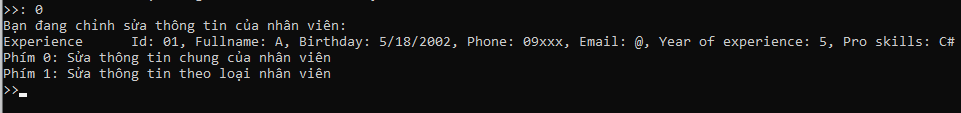 >>: 0
Bạn đang chỉnh sửa thông tin của nhân viên:
Experience Id: 01, Fullname: A, Birthday: 5/18/2002, Phone: 09xxx, Email: @, Year of experience: 5, Pro skills: C#
Phím 0: Sửa thông tin chung của nhân viên
Phím 1: Sửa thông tin theo loại nhân viên
>>